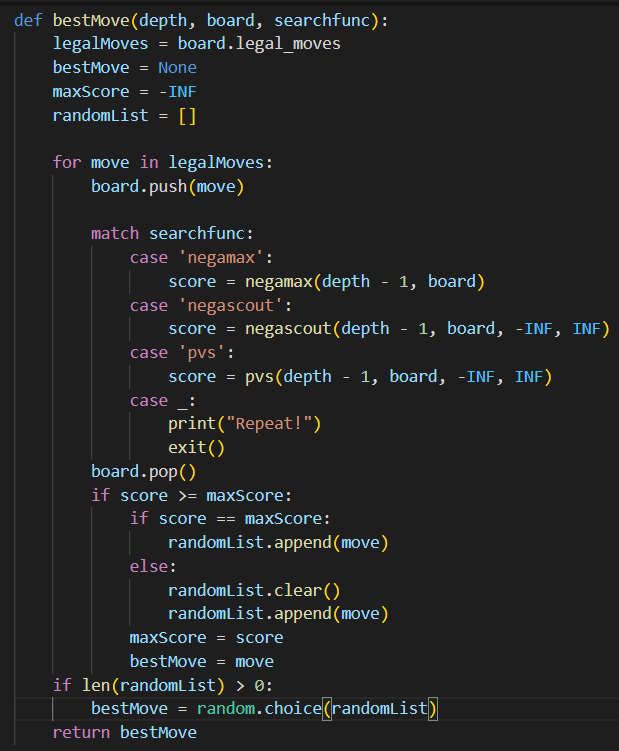 def bestMove(depth, board, searchfunc):
    legalMoves = board.legal_moves
    bestMove = None
    maxScore = -INF
    randomList = []

    for move in legalMoves:
        board.push(move)

        match searchfunc:
            case 'negamax':
                score = negamax(depth - 1, board)
            case 'negascout':
                score = negascout(depth - 1, board, -INF, INF)
            case 'pvs':
                score = pvs(depth - 1, board, -INF, INF)
            case _:
                print("Repeat!")
                exit()
        board.pop()
        if score >= maxScore:
            if score == maxScore:
                randomList.append(move)
            else:
                randomList.clear()
                randomList.append(move)
            maxScore = score
            bestMove = move
    if len(randomList) > 0:
        bestMove = random.choice(randomList)
    return bestMove